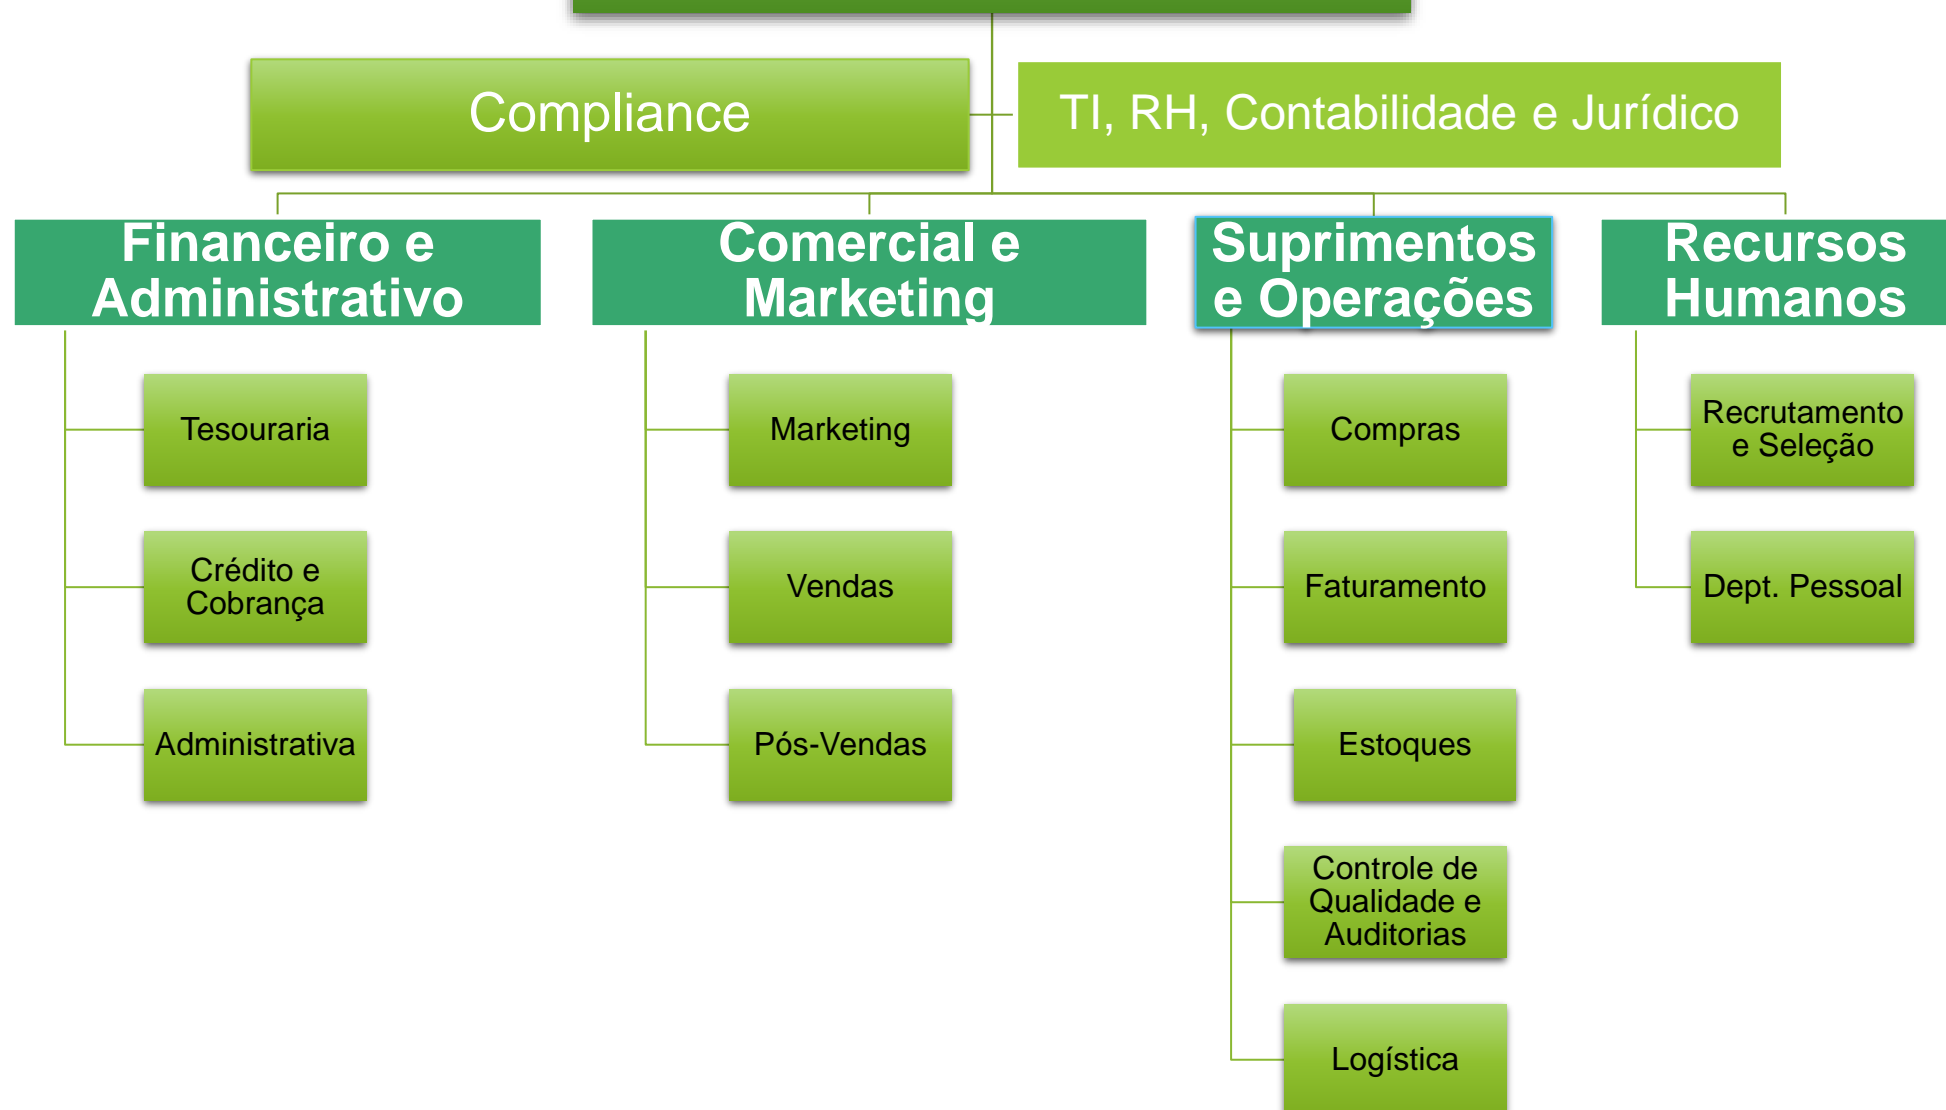 Compliance
TI, RH, Contabilidade e Jurídico
Financeiro e
Administrativo
Tesouraria
Crédito e
Cobrança
Administrativa
Comercial e
Marketing
Marketing
Vendas
Pós-Vendas
Suprimentos
e Operações
Compras
Faturamento
Estoques
Controle de
Qualidade e
Auditorias
Logística
Recursos
Humanos
Recrutamento
e Seleção
Dept. Pessoal